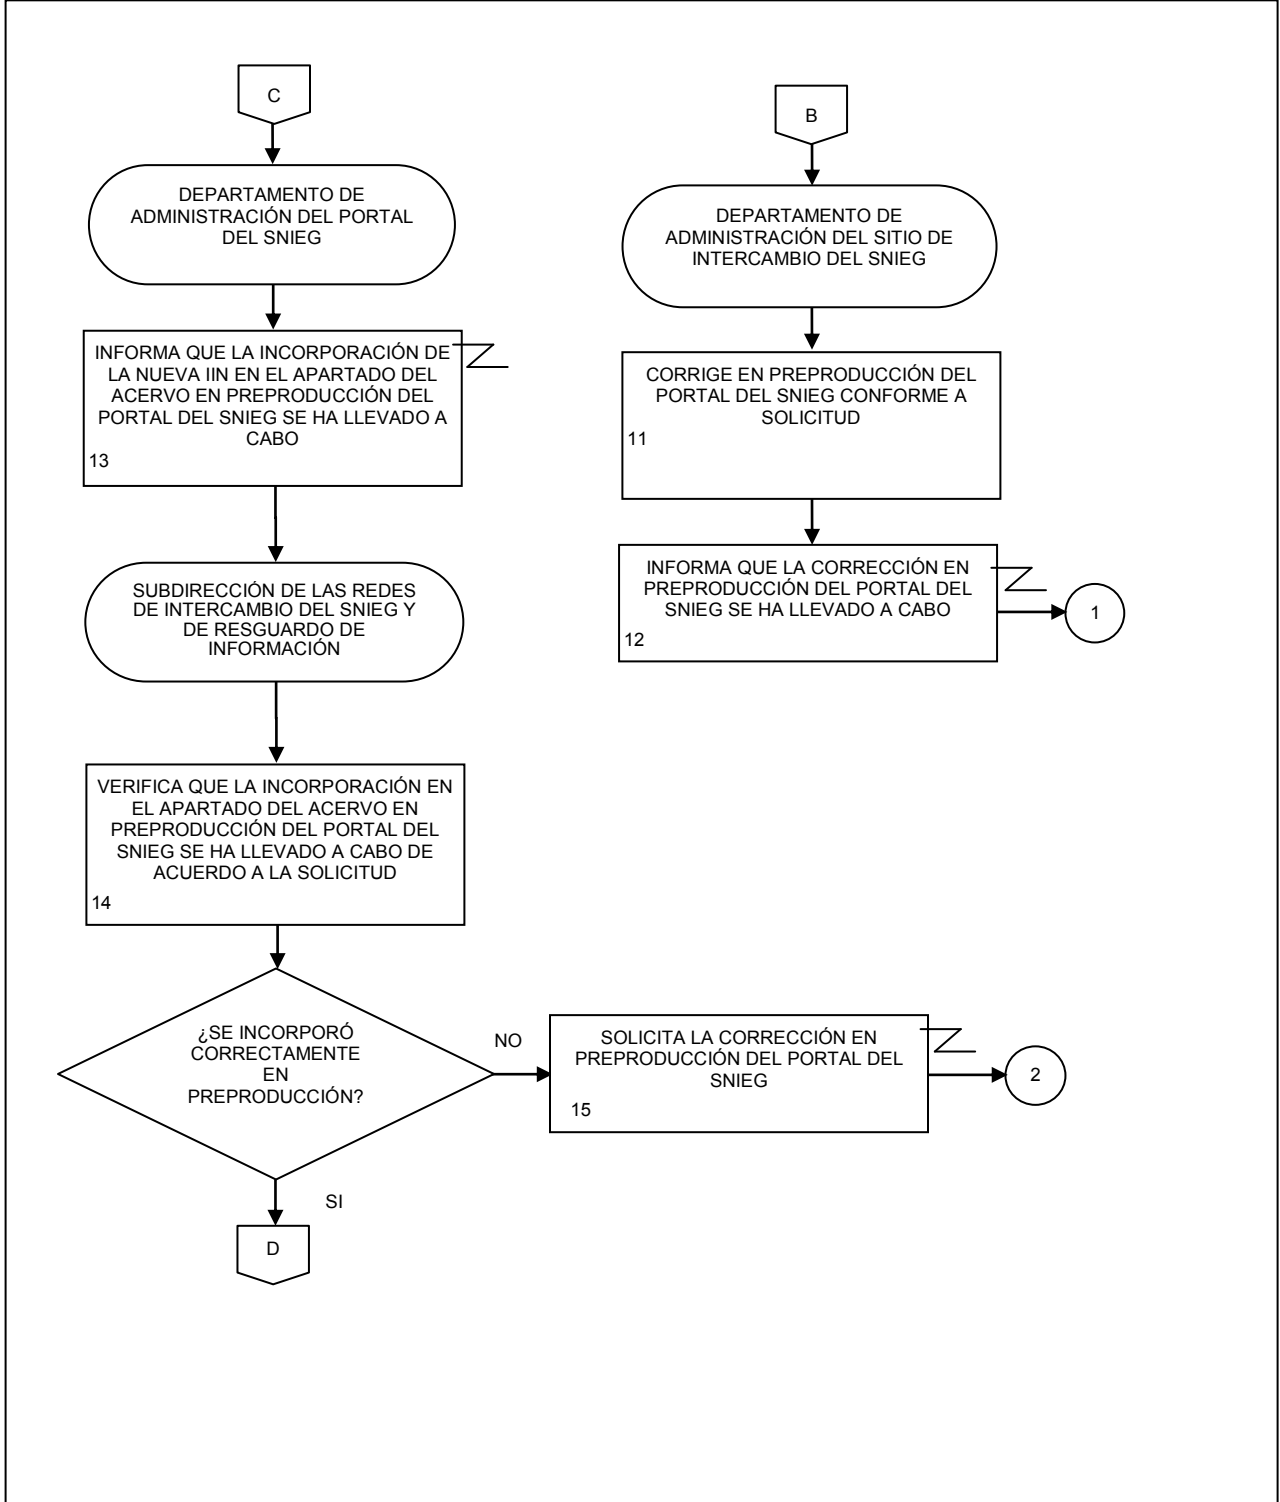 C
DEPARTAMENTO DE
ADMINISTRACIÓN DEL PORTAL
DEL SNIEG
INFORMA QUE LA INCORPORACIÓN DE
LA NUEVA IIN EN EL APARTADO DEL
ACERVO EN PREPRODUCCIÓN DEL
PORTAL DEL SNIEG SE HA LLEVADO A
CABO
13
SUBDIRECCIÓN DE LAS REDES
DE INTERCAMBIO DEL SNIEG Y
DE RESGUARDO DE
INFORMACIÓN
VERIFICA QUE LA INCORPORACIÓN EN
EL APARTADO DEL ACERVO EN
PREPRODUCCIÓN DEL PORTAL DEL
SNIEG SE HA LLEVADO A CABO DE
ACUERDO A LA SOLICITUD
14
¿SE INCORPORÓ
CORRECTAMENTE
EN
PREPRODUCCIÓN?
NO
SOLICITA LA CORRECCIÓN EN
PREPRODUCCIÓN DEL PORTAL DEL
SNIEG
15
2
SI
D
B
DEPARTAMENTO DE
ADMINISTRACIÓN DEL SITIO DE
INTERCAMBIO DEL SNIEG
CORRIGE EN PREPRODUCCIÓN DEL
PORTAL DEL SNIEG CONFORME A
SOLICITUD
11
INFORMA QUE LA CORRECCIÓN EN
PREPRODUCCIÓN DEL PORTAL DEL
SNIEG SE HA LLEVADO A CABO
12
1